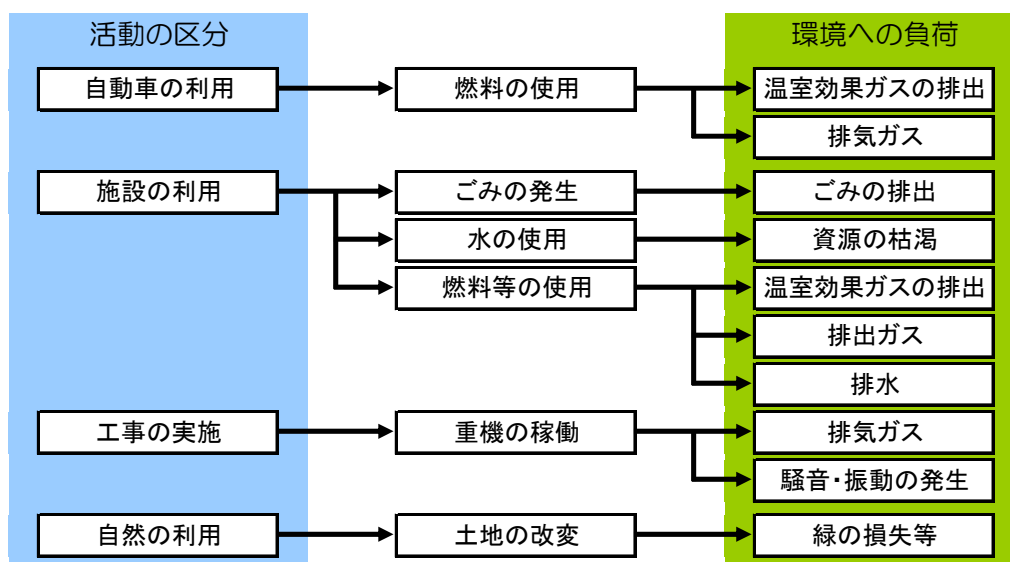 活動の区分
環境への負荷
自動車の利用
燃料の使用
温室効果ガスの排出
排気ガス
施設の利用
ごみの発生
ごみの排出
水の使用
資源の枯渇
燃料等の使用
温室効果ガスの排出
排出ガス
排水
工事の実施
重機の稼働
排気ガス
騒音・振動の発生
自然の利用
土地の改変
緑の損失等